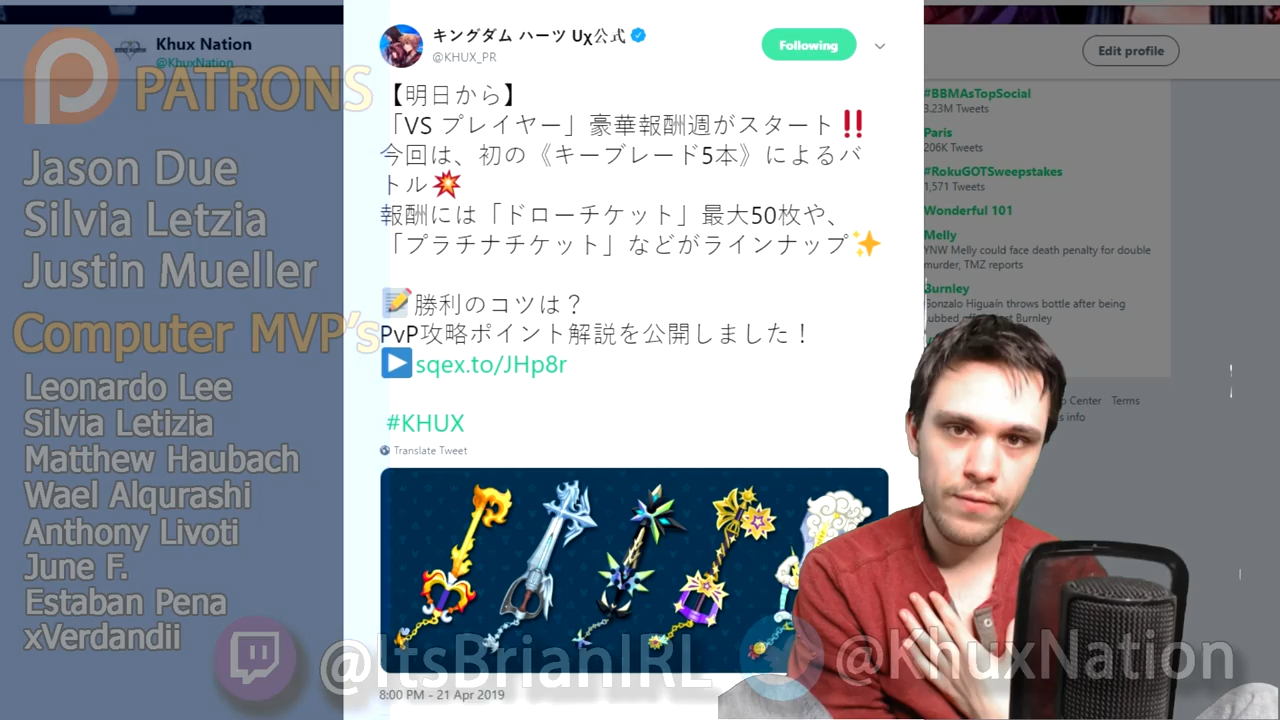 Khux Nation
@KhuxNation
PATRONS
Jason Due
Silvia Letzia
Justin Mueller
Computer MVP's
Leonardo Lee
Silvia Letizia
Matthew Haubach
Wael Alqurashi
Anthony Livoti
June F.
Estaban Pena
xVerdandii
キングダム ハーツ Uχ公式
@KHUX_PR
Following
【明日から】
「VS プレイヤー」豪華報酬週がスタート‼
今回は、初の《キーブレード5本》によるバ
トル💥
報酬には「ドローチケット」最大50枚や、
「プラチナチケット」などがラインナップ✨
📝勝利のコツは？
PvP攻略ポイント解説を公開しました！
▶sqex.to/JHp8r
#KHUX
Translate Tweet
8:00 PM - 21 Apr 2019
Edit profile
#BBMAsTopSocial
3.23M Tweets
Paris
206K Tweets
#RokuGOTSweepstakes
1,571 Tweets
Wonderful 101
Melly
YNW Melly could face death penalty for double
murder, TMZ reports
Burnley
Gonzalo Higuaín throws bottle after being
Burnley
Center Terms
info
@ItsBrianIRL
@KhuxNation